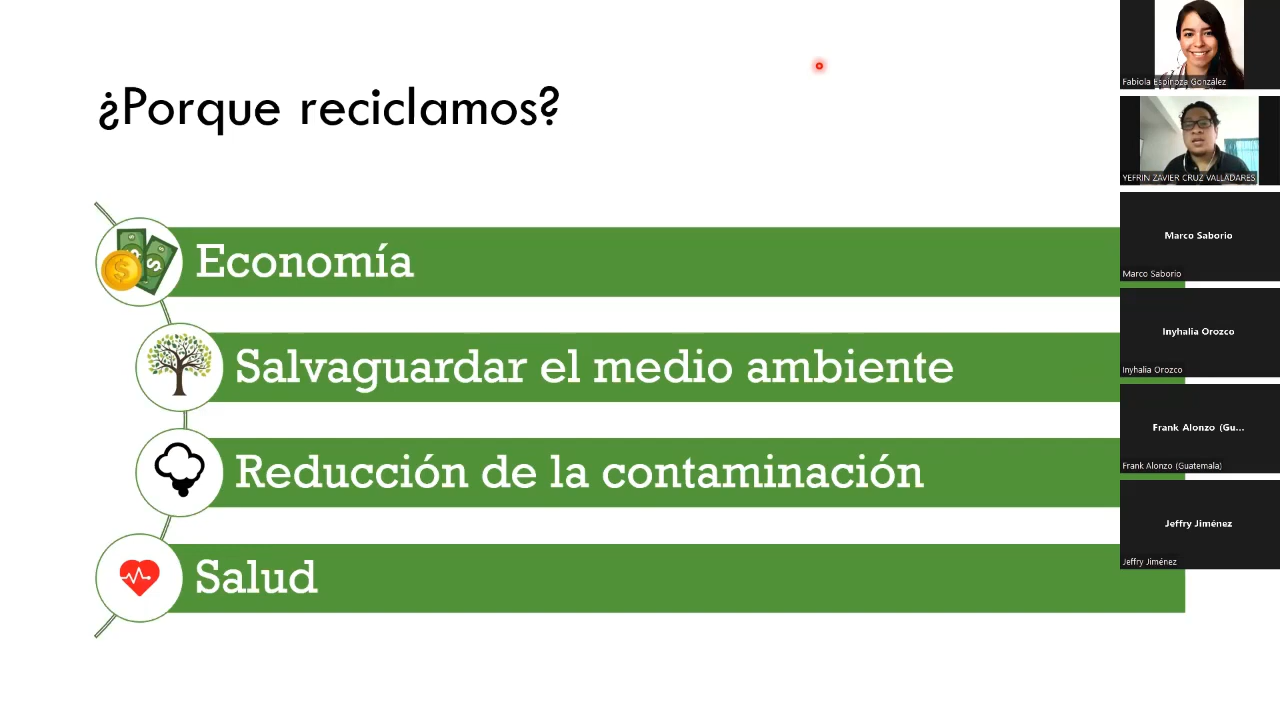 ¿Porque reciclamos?
Economía
Salvaguardar el medio ambiente
Reducción de la contaminación
Salud
Fabiola Espinoza González
YEFRIN ZAVIER CRUZ VALLADARES
Marco Saborio
Marco Saborio
Inyhalia Orozco
Inyhalia Orozco
Frank Alonzo (Gu...
Frank Alonzo (Guatemala)
Jeffry Jiménez
Jeffry Jiménez